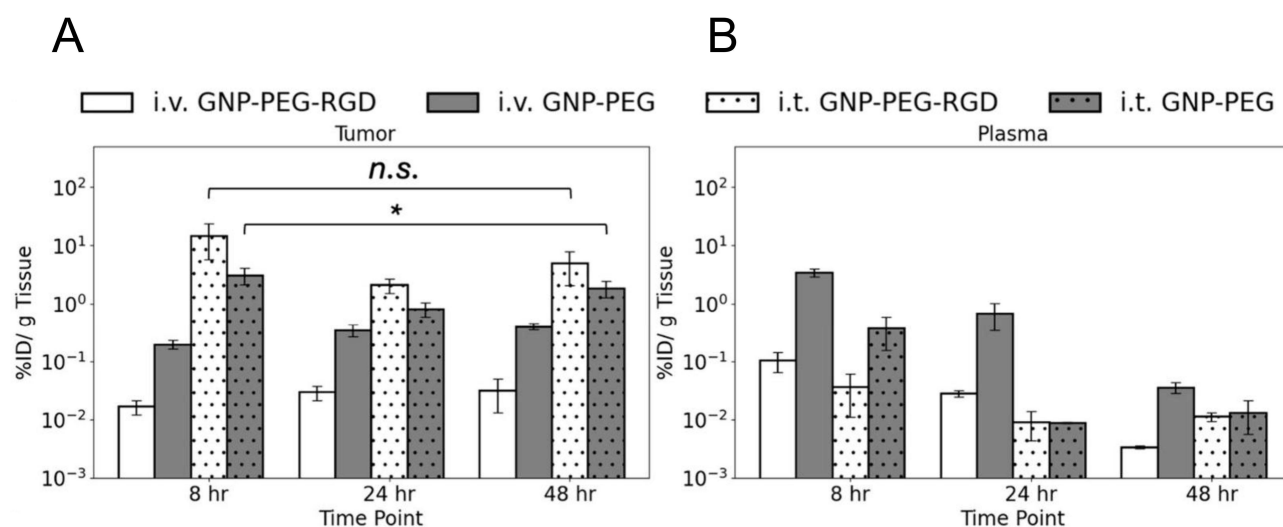 A
B
i.v. GNP-PEG-RGD
i.v. GNP-PEG
i.t. GNP-PEG-RGD
i.t. GNP-PEG
Tumor
%ID/ g Tissue
10²
10¹
10⁰
10⁻¹
10⁻²
10⁻³
n.s.
*
8 hr
24 hr
48 hr
Time Point
Plasma
%ID/ g Tissue
10²
10¹
10⁰
10⁻¹
10⁻²
10⁻³
8 hr
24 hr
48 hr
Time Point